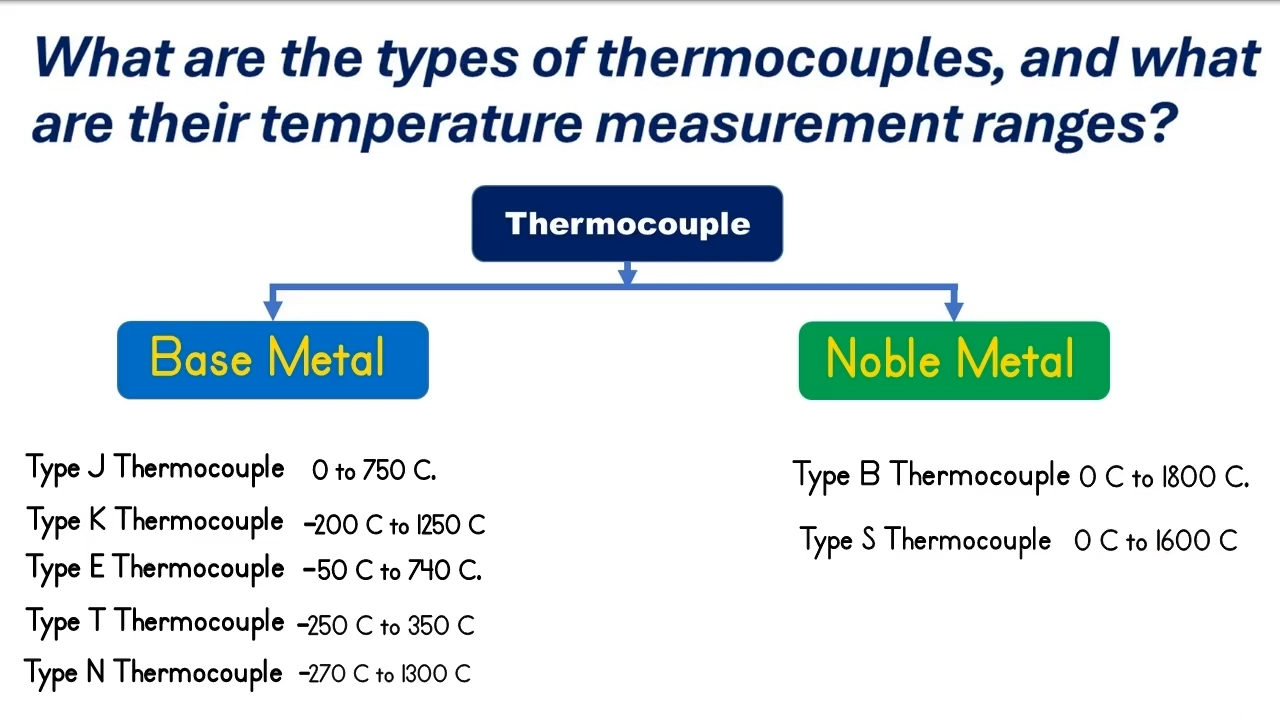 What are the types of thermocouples, and what
are their temperature measurement ranges?
Thermocouple
Base Metal
Noble Metal
Type J Thermocouple 0 to 750 C.
Type K Thermocouple -200 C to 1250 C
Type E Thermocouple -50 C to 740 C.
Type T Thermocouple -250 C to 350 C
Type N Thermocouple -270 C to 1300 C
Type B Thermocouple 0 C to 1800 C.
Type S Thermocouple 0 C to 1600 C